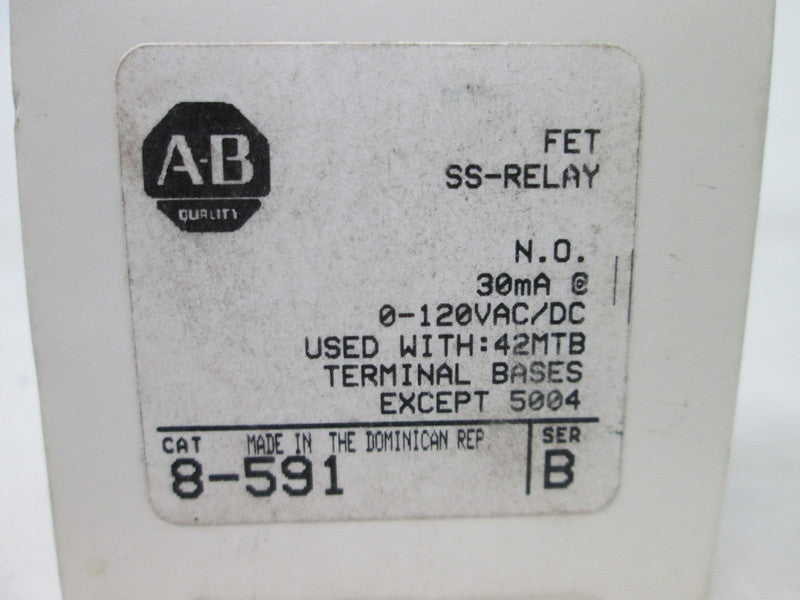 A-B
QUALITY
FET
SS-RELAY
N.O.
30mA @
0-120VAC/DC
USED WITH:42MTB
TERMINAL BASES
EXCEPT 5004
CAT MADE IN THE DOMINICAN REP SER
8-591 B